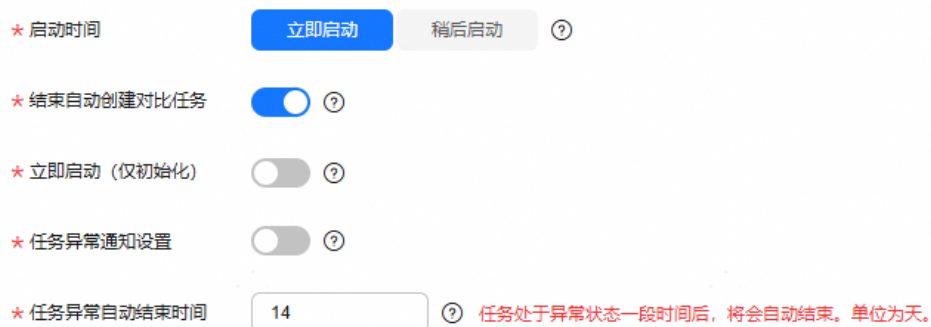 * 启动时间 立即启动 稍后启动 ?
* 结束自动创建对比任务 ?
* 立即启动（仅初始化） ?
* 任务异常通知设置 ?
* 任务异常自动结束时间 14 ? 任务处于异常状态一段时间后，将会自动结束。单位为天。